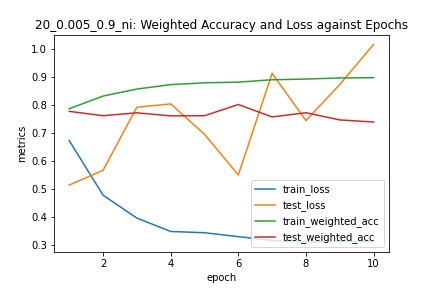 20_0.005_0.9_ni: Weighted Accuracy and Loss against Epochs
1.0
0.9
0.8
0.7
0.6
0.5
0.4
0.3
metrics
train_loss
test_loss
train_weighted_acc
test_weighted_acc
2 4 6 8 10
epoch